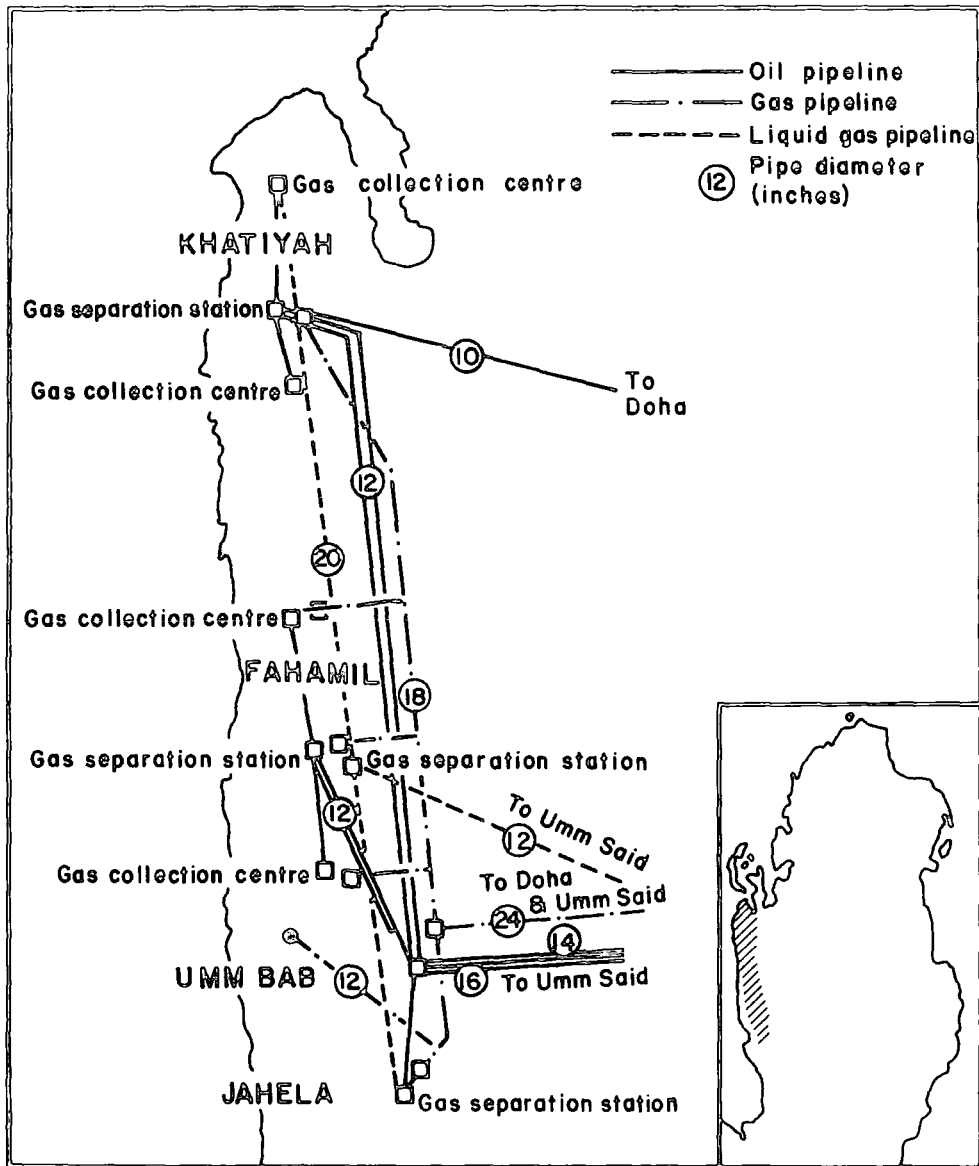 Oil pipeline
Gas pipeline
Liquid gas pipeline
12 Pipe diameter
(inches)
Gas collection centre
KHATIYAH
Gas separation station
10
To
Doha
Gas collection centre
12
20
Gas collection centre
FAHAMIL
18
Gas separation station
Gas separation station
12
To Umm Said
12
Gas collection centre
To Doha
& Umm Said
24
14
UMM BAB
12
16
To Umm Said
JAHELA
Gas separation station